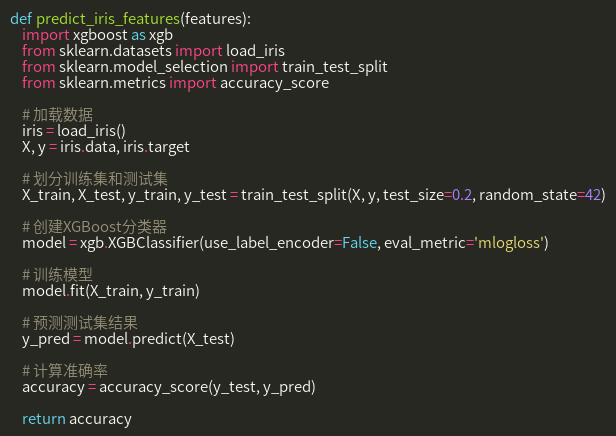 def predict_iris_features(features):
    import xgboost as xgb
    from sklearn.datasets import load_iris
    from sklearn.model_selection import train_test_split
    from sklearn.metrics import accuracy_score

    # 加载数据
    iris = load_iris()
    X, y = iris.data, iris.target

    # 划分训练集和测试集
    X_train, X_test, y_train, y_test = train_test_split(X, y, test_size=0.2, random_state=42)

    # 创建XGBoost分类器
    model = xgb.XGBClassifier(use_label_encoder=False, eval_metric='mlogloss')

    # 训练模型
    model.fit(X_train, y_train)

    # 预测测试集结果
    y_pred = model.predict(X_test)

    # 计算准确率
    accuracy = accuracy_score(y_test, y_pred)

    return accuracy